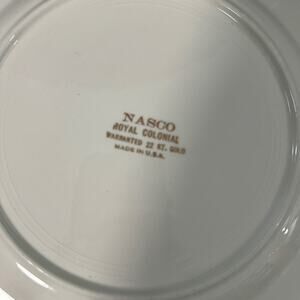 NASCO
ROYAL COLONIAL
WARRANTED 22 KT. GOLD
MADE IN U.S.A.